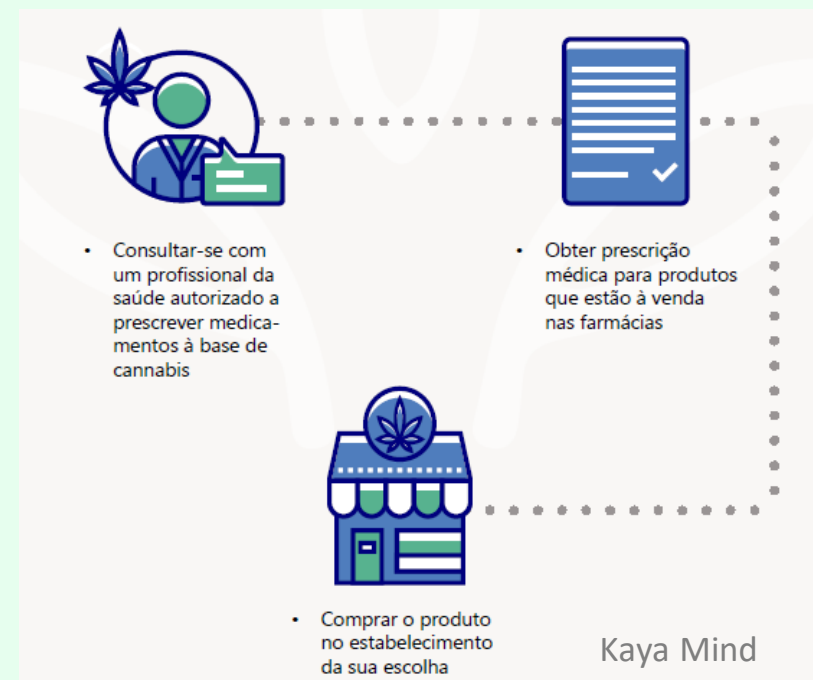 • Consultar-se com
um profissional da
saúde autorizado a
prescrever medica-
mentos à base de
cannabis
• Obter prescrição
médica para produtos
que estão à venda
nas farmácias
• Comprar o produto
no estabelecimento
da sua escolha
Kaya Mind